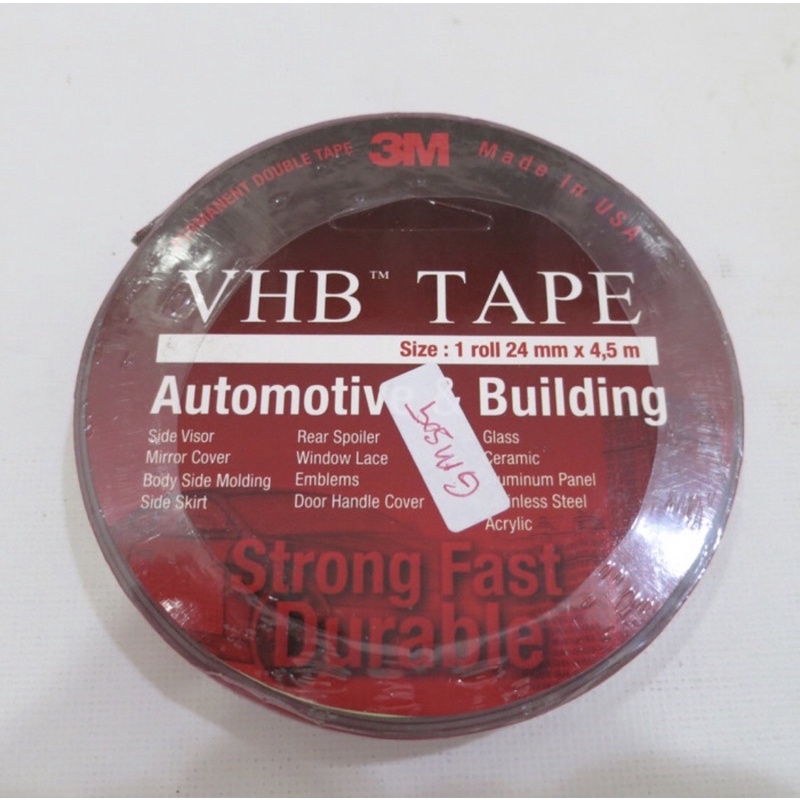 PERMANENT DOUBLE TAPE 3M Made In USA
VHB™ TAPE
Size : 1 roll 24 mm x 4,5 m
Automotive & Building
Side Visor
Mirror Cover
Body Side Molding
Side Skirt
Rear Spoiler
Window Lace
Emblems
Door Handle Cover
Glass
Ceramic
Aluminum Panel
Stainless Steel
Acrylic
Strong Fast
Durable